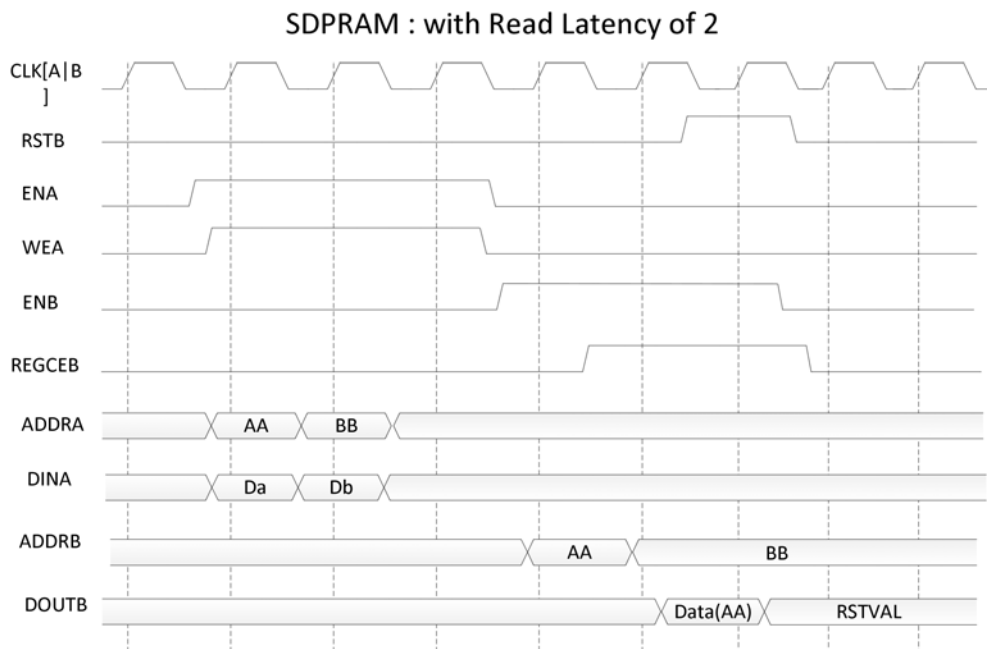 SDPRAM : with Read Latency of 2
CLK[A|B
]
RSTB
ENA
WEA
ENB
REGCEB
ADDRA AA BB
DINA Da Db
ADDRB AA BB
DOUTB Data(AA) RSTVAL